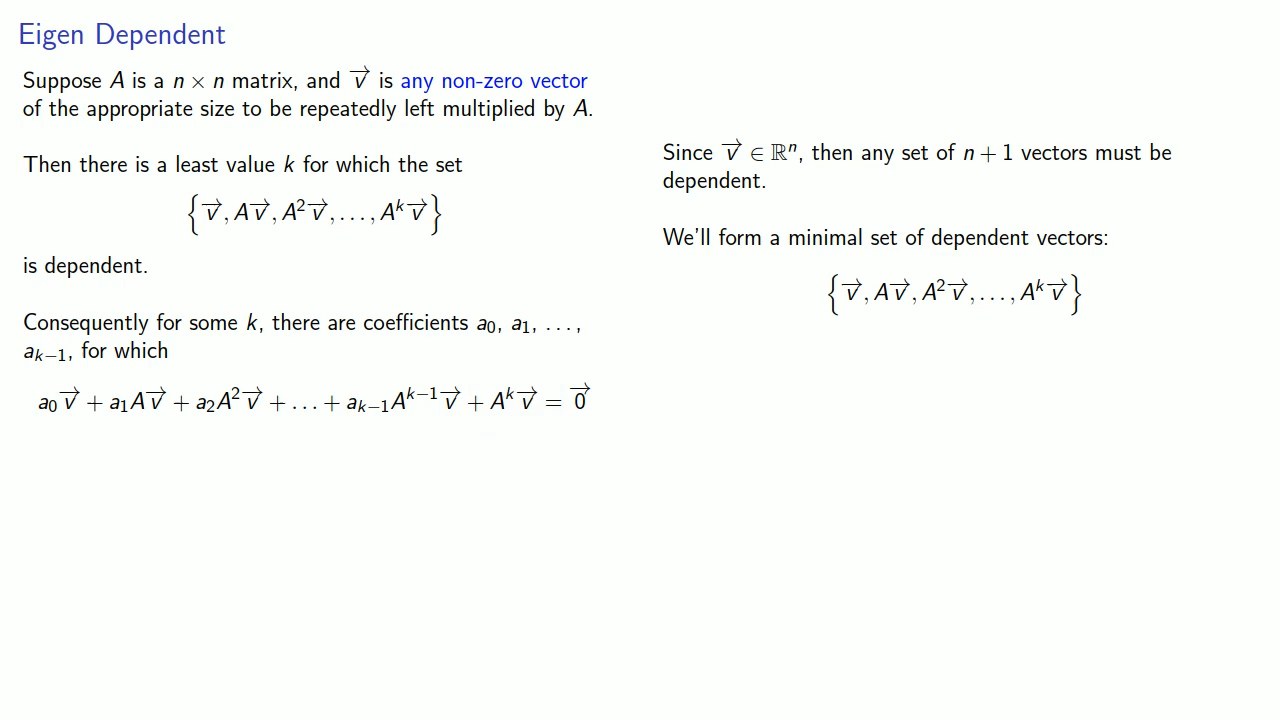 Eigen Dependent
Suppose A is a n × n matrix, and v⃗ is any non-zero vector
of the appropriate size to be repeatedly left multiplied by A.
Then there is a least value k for which the set
{v⃗, Av⃗, A²v⃗, . . . , Aᵏv⃗}
is dependent.
Consequently for some k, there are coefficients a₀, a₁, . . . ,
aₖ₋₁, for which
a₀v⃗ + a₁Av⃗ + a₂A²v⃗ + . . . + aₖ₋₁Aᵏ⁻¹v⃗ + Aᵏv⃗ = 0⃗
Since v⃗ ∈ ℝⁿ, then any set of n + 1 vectors must be
dependent.
We'll form a minimal set of dependent vectors:
{v⃗, Av⃗, A²v⃗, . . . , Aᵏv⃗}